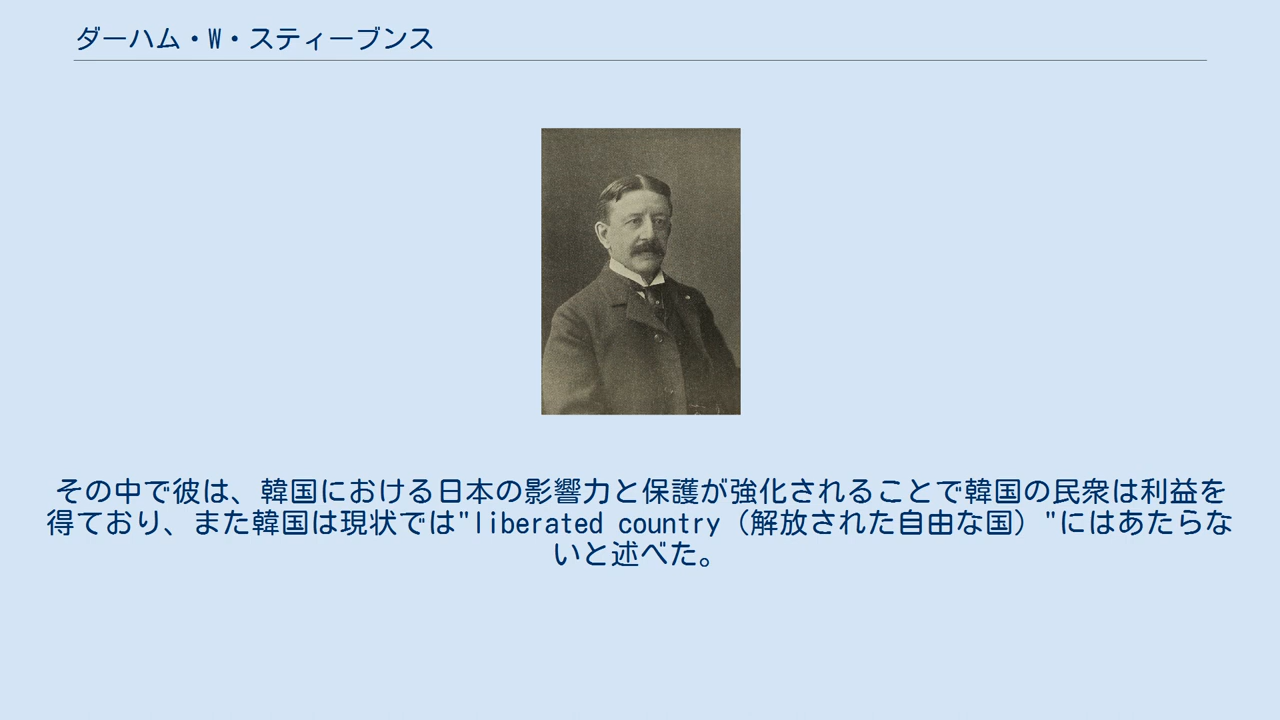 ダーハム・W・スティーブンス
その中で彼は、韓国における日本の影響力と保護が強化されることで韓国の民衆は利益を
得ており、また韓国は現状では"liberated country（解放された自由な国）"にはあたらな
いと述べた。